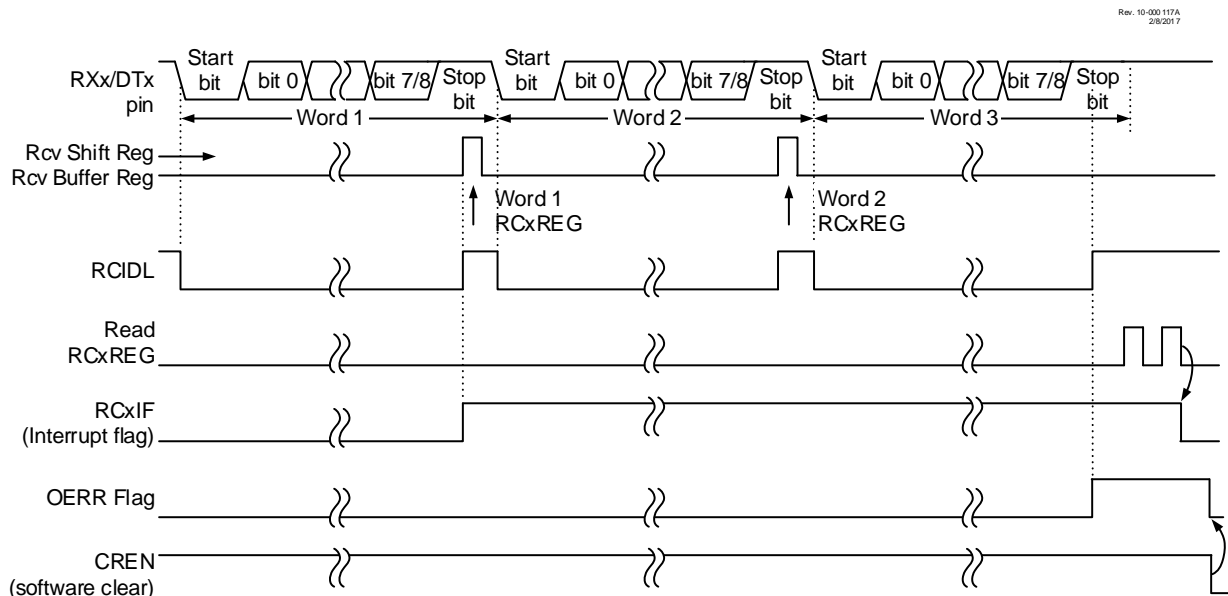 Rev. 10-000 117A
2/8/2017
RXx/DTx
pin
Start
bit
bit 0
bit 7/8
Stop
bit
Start
bit
bit 0
bit 7/8
Stop
bit
Start
bit
bit 0
bit 7/8
Stop
bit
Word 1
Word 2
Word 3
Rcv Shift Reg
Rcv Buffer Reg
Word 1
RCxREG
Word 2
RCxREG
RCIDL
Read
RCxREG
RCxIF
(Interrupt flag)
OERR Flag
CREN
(software clear)